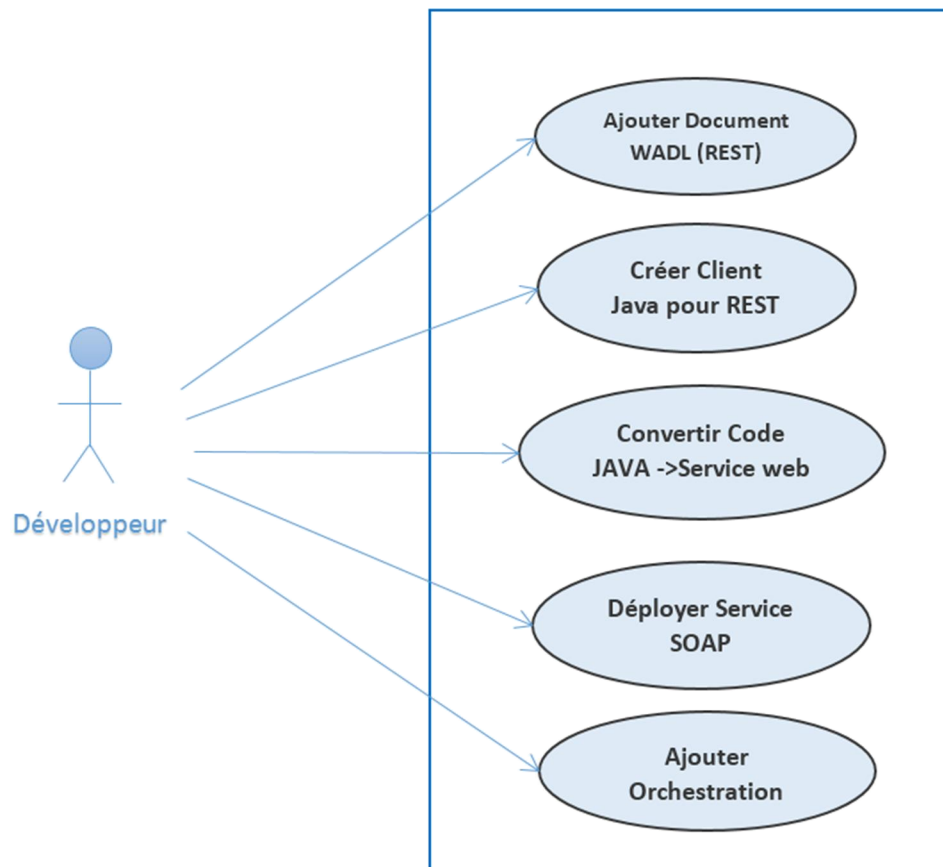 Ajouter Document
WADL (REST)
Créer Client
Java pour REST
Convertir Code
JAVA ->Service web
Développeur
Déployer Service
SOAP
Ajouter
Orchestration